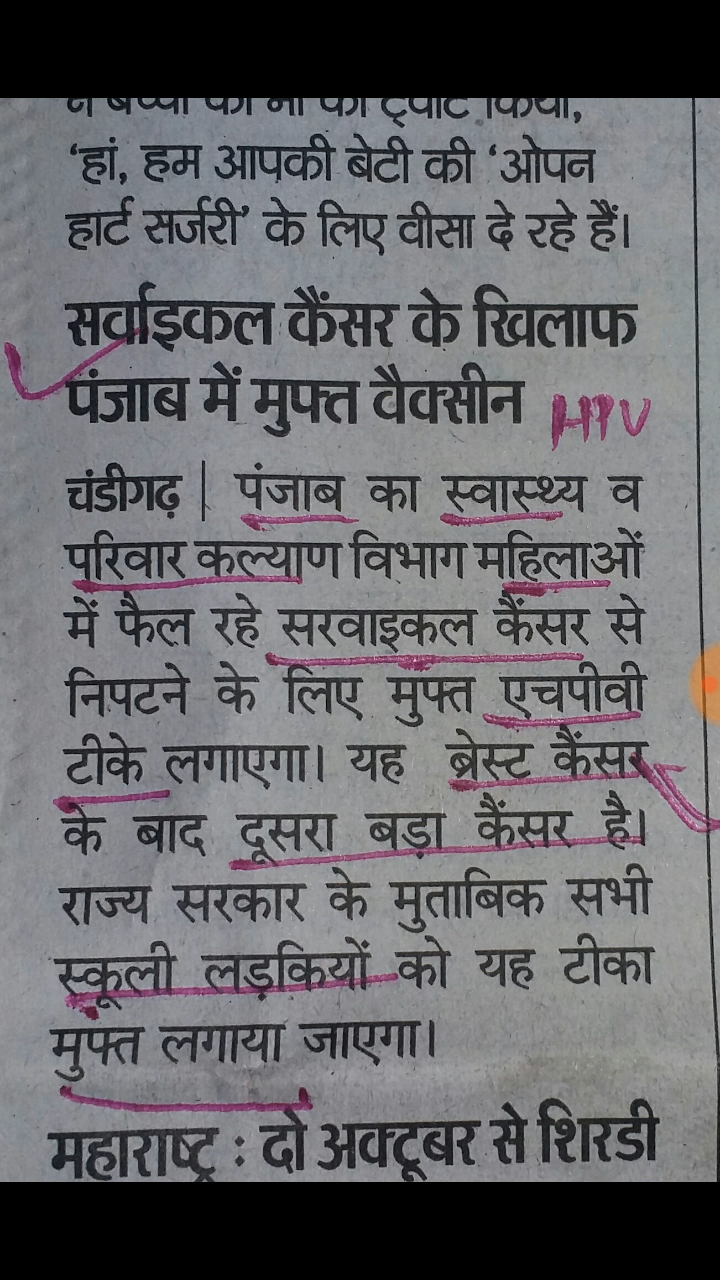 'हां, हम आपकी बेटी की 'ओपन
हार्ट सर्जरी' के लिए वीसा दे रहे हैं।
सर्वाइकल कैंसर के खिलाफ
पंजाब में मुफ्त वैक्सीन HPV
चंडीगढ़ | पंजाब का स्वास्थ्य व
परिवार कल्याण विभाग महिलाओं
में फैल रहे सरवाइकल कैंसर से
निपटने के लिए मुफ्त एचपीवी
टीके लगाएगा। यह ब्रेस्ट कैंसर
के बाद दूसरा बड़ा कैंसर है।
राज्य सरकार के मुताबिक सभी
स्कूली लड़कियों को यह टीका
मुफ्त लगाया जाएगा।
महाराष्ट्र : दो अक्टूबर से शिरडी